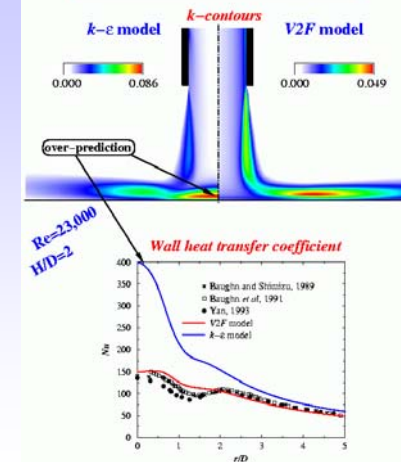 k-contours
k-ε model
V2F model
0.000
0.086
0.000
0.049
over-prediction
Re=23,000
H/D=2
Wall heat transfer coefficient
400
350
300
250
200
150
100
50
0
Nu
Baughn and Shimizu, 1989
Baughn et al, 1991
Yan, 1993
V2F model
k-ε model
0
1
2
3
4
5
r/D